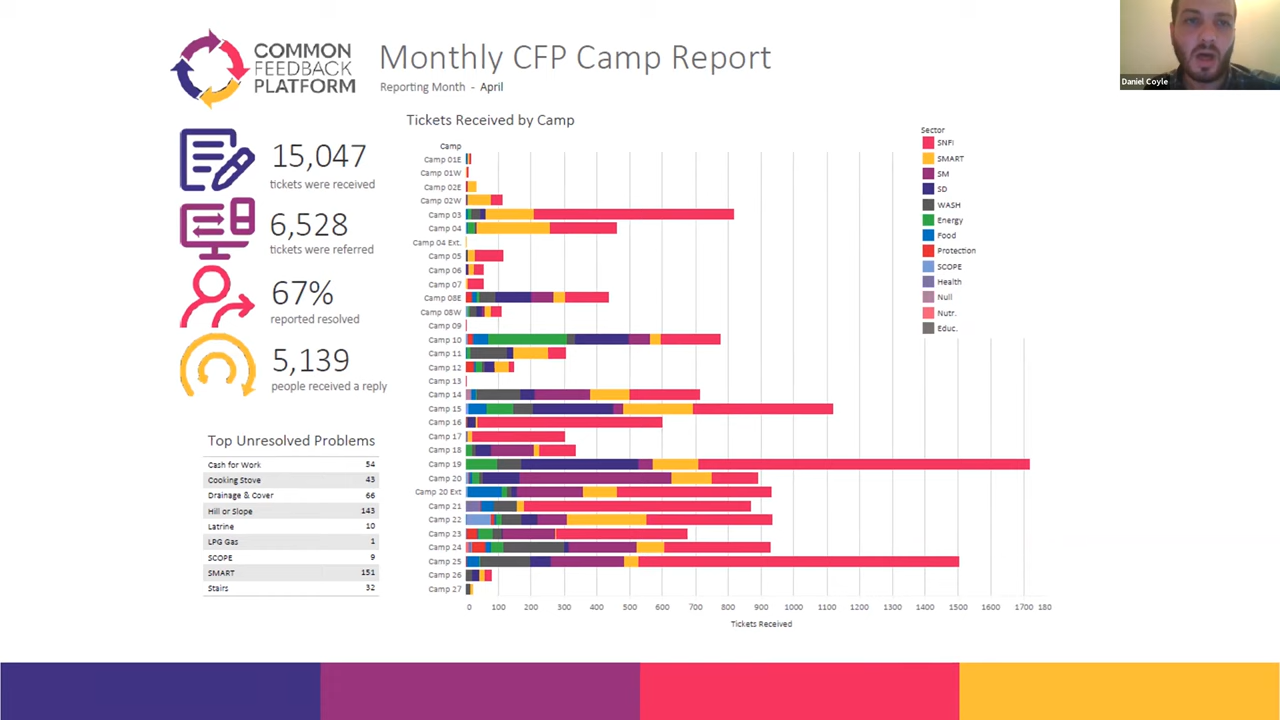 COMMON
FEEDBACK
PLATFORM
Monthly CFP Camp Report
Reporting Month - April
Daniel Coyle
15,047
tickets were received
6,528
tickets were referred
67%
reported resolved
5,139
people received a reply
Top Unresolved Problems
Cash for Work 54
Cooking Stove 43
Drainage & Cover 66
Hill or Slope 143
Latrine 10
LPG Gas 1
SCOPE 9
SMART 151
Stairs 32
Tickets Received by Camp
Camp
Camp 01E
Camp 01W
Camp 02E
Camp 02W
Camp 03
Camp 04
Camp 04 Ext.
Camp 05
Camp 06
Camp 07
Camp 08E
Camp 08W
Camp 09
Camp 10
Camp 11
Camp 12
Camp 13
Camp 14
Camp 15
Camp 16
Camp 17
Camp 18
Camp 19
Camp 20
Camp 20 Ext
Camp 21
Camp 22
Camp 23
Camp 24
Camp 25
Camp 26
Camp 27
0 100 200 300 400 500 600 700 800 900 1000 1100 1200 1300 1400 1500 1600 1700 180
Tickets Received
Sector
SNFI
SMART
SM
SD
WASH
Energy
Food
Protection
SCOPE
Health
Null
Nutr.
Educ.